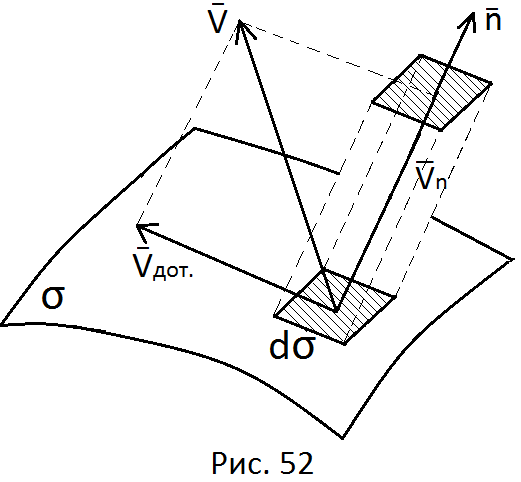 V̄
n̄
V̄n
V̄дот.
σ
dσ
Рис. 52